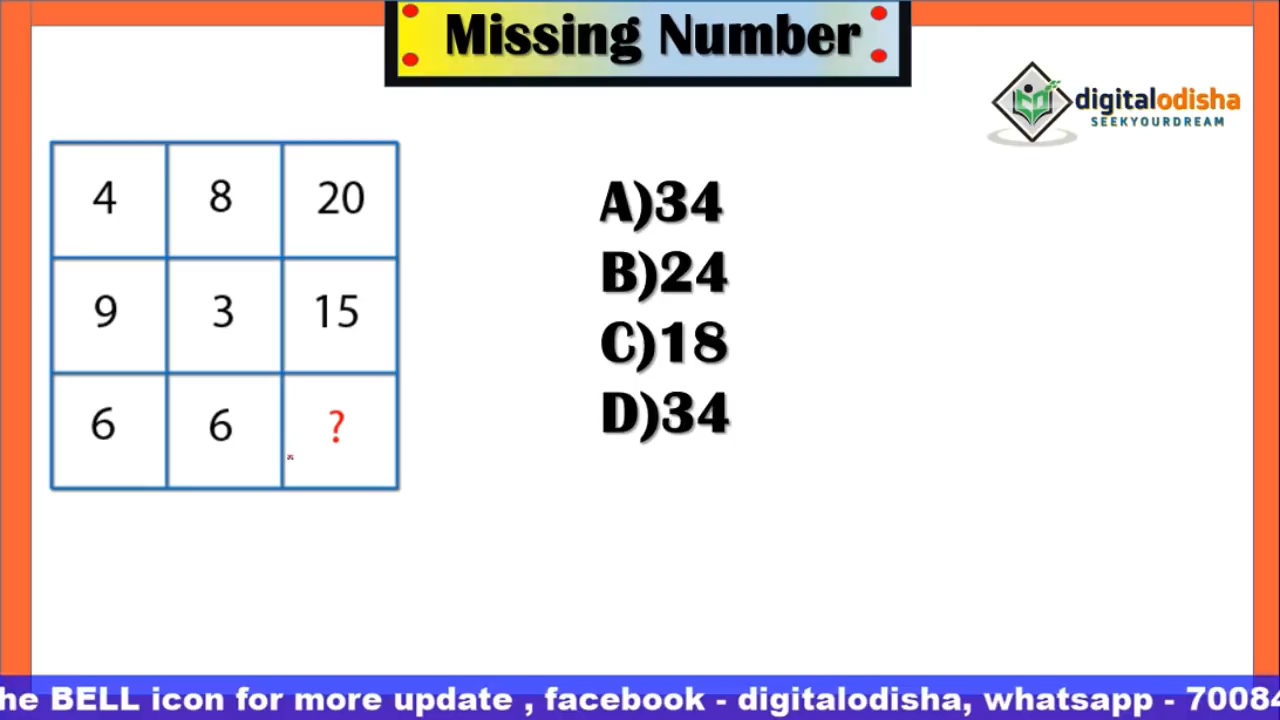 Missing Number
digitalodisha
SEEKYOURDREAM
4 8 20
9 3 15
6 6 ?
A)34
B)24
C)18
D)34
he BELL icon for more update , facebook - digitalodisha, whatsapp - 70084